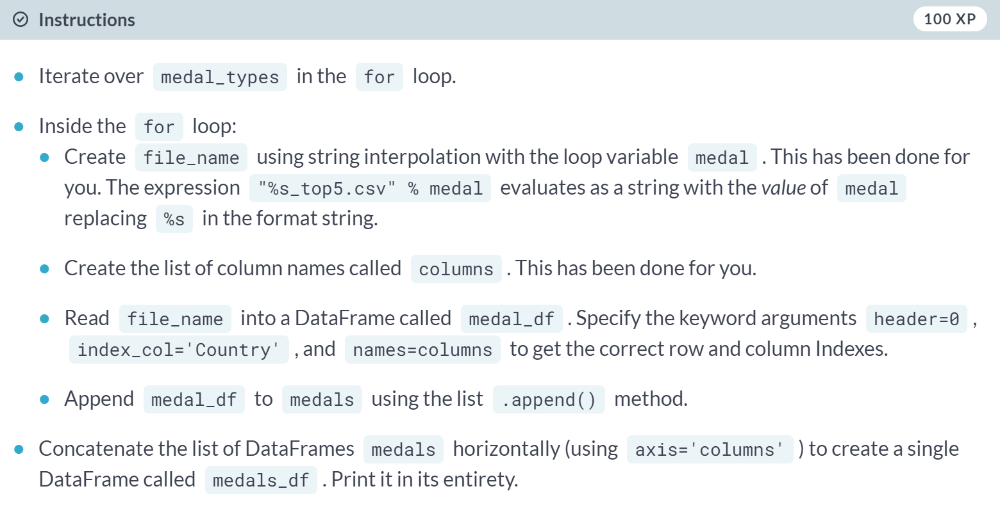 Instructions
100 XP
Iterate over medal_types in the for loop.
Inside the for loop:
Create file_name using string interpolation with the loop variable medal . This has been done for
you. The expression "%s_top5.csv" % medal evaluates as a string with the value of medal
replacing %s in the format string.
Create the list of column names called columns . This has been done for you.
Read file_name into a DataFrame called medal_df . Specify the keyword arguments header=0 ,
index_col='Country' , and names=columns to get the correct row and column Indexes.
Append medal_df to medals using the list .append() method.
Concatenate the list of DataFrames medals horizontally (using axis='columns' ) to create a single
DataFrame called medals_df . Print it in its entirety.